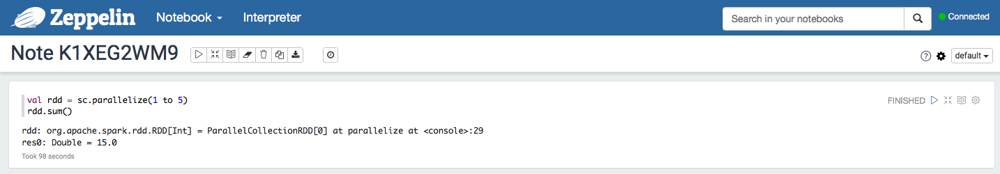 Zeppelin Notebook Interpreter Search in your notebooks Connected
Note K1XEG2WM9 default
val rdd = sc.parallelize(1 to 5) FINISHED
rdd.sum()
rdd: org.apache.spark.rdd.RDD[Int] = ParallelCollectionRDD[0] at parallelize at <console>:29
res0: Double = 15.0
Took 98 seconds